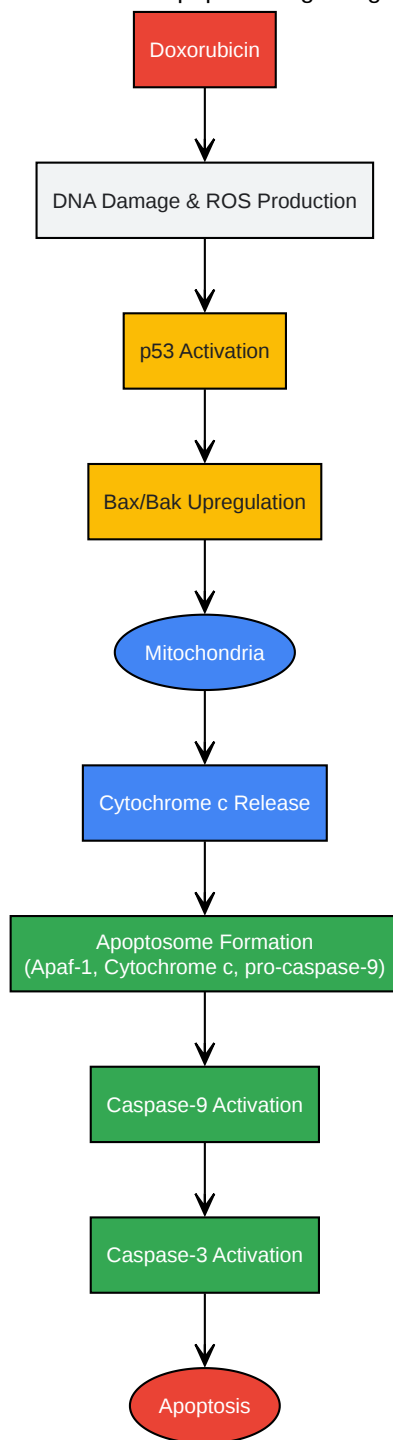 Doxorubicin
DNA Damage & ROS Production
p53 Activation
Bax/Bak Upregulation
Mitochondria
Cytochrome c Release
Apoptosome Formation
(Apaf-1, Cytochrome c, pro-caspase-9)
Caspase-9 Activation
Caspase-3 Activation
Apoptosis